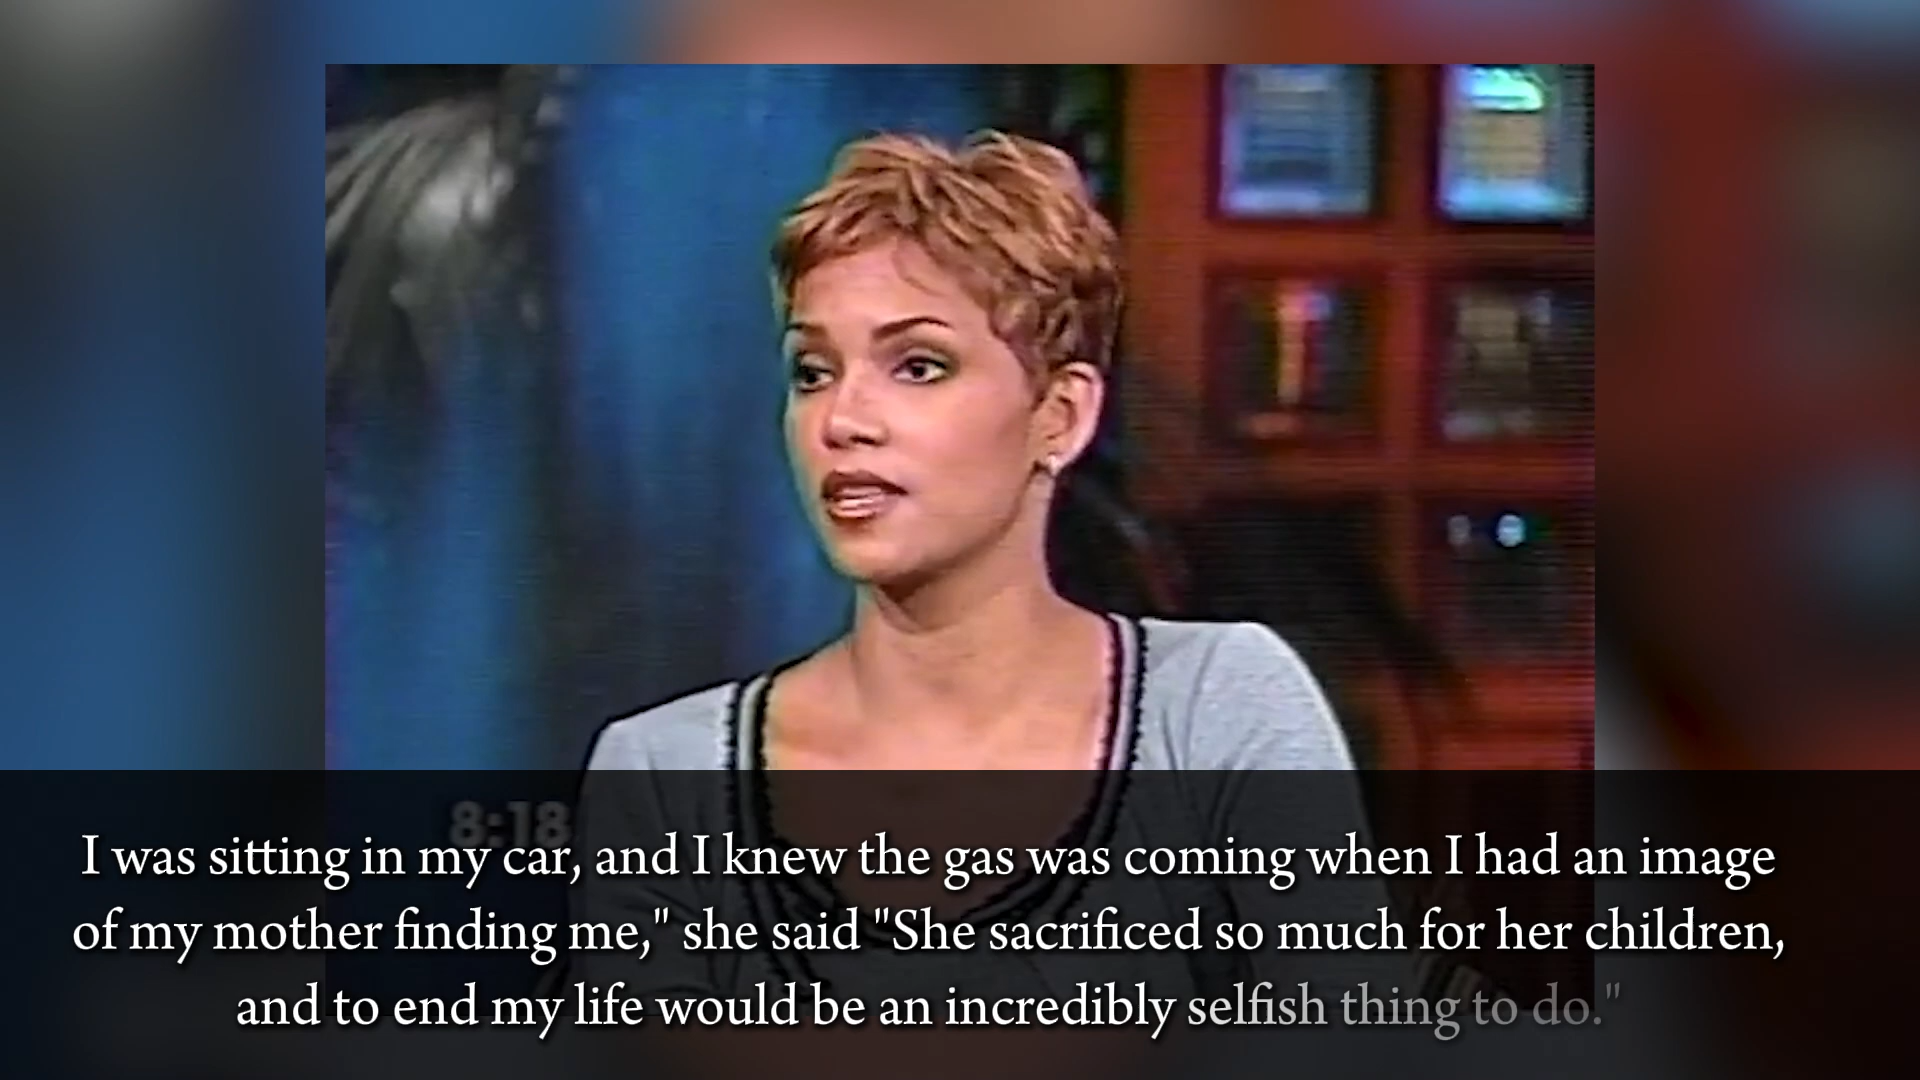 8:18
I was sitting in my car, and I knew the gas was coming when I had an image
of my mother finding me," she said "She sacrificed so much for her children,
and to end my life would be an incredibly selfish thing to do."